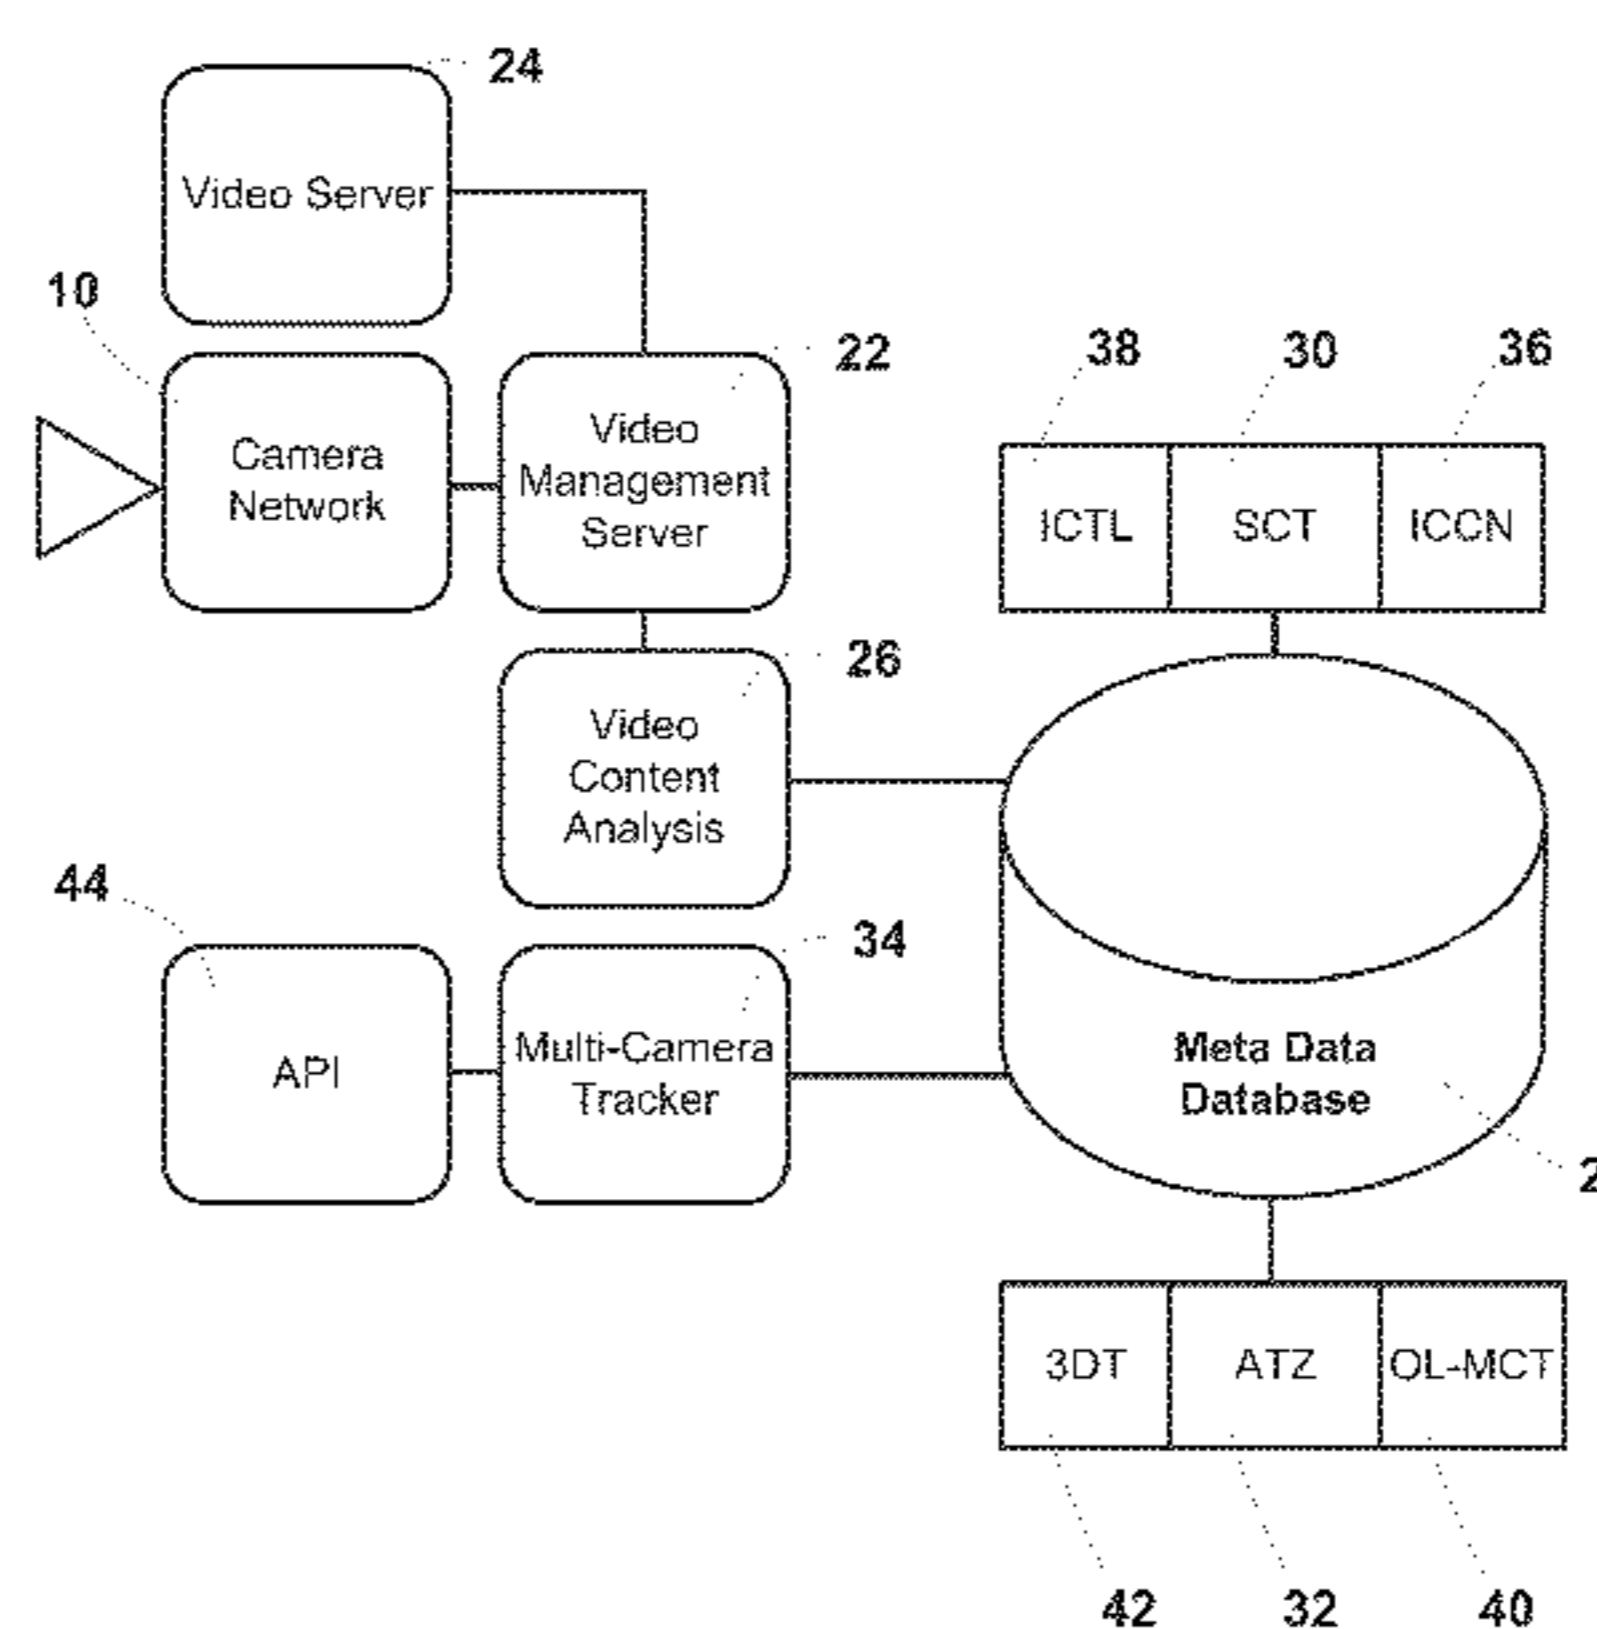 24
Video Server
10
22
38
30
36
Camera
Network
Video
Management
Server
ICTL
SCT
ICCN
26
Video
Content
Analysis
44
34
API
Multi-Camera
Tracker
Meta Data
Database
3DT
ATZ
OL-MCT
42
32
40